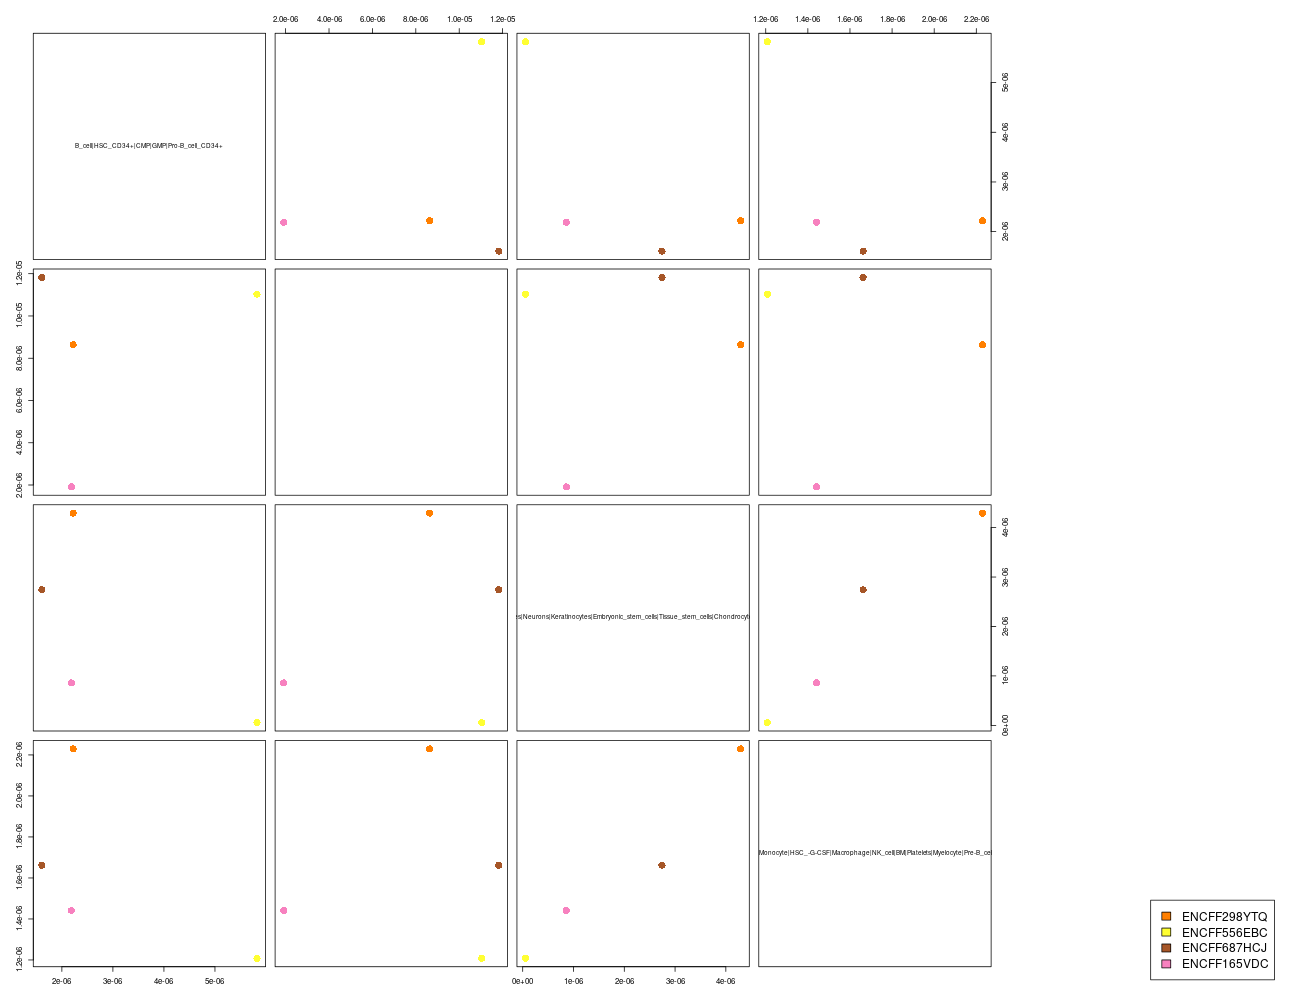 2.0e-06 4.0e-06 6.0e-06 8.0e-06 1.0e-05 1.2e-05
1.2e-06 1.4e-06 1.6e-06 1.8e-06 2.0e-06 2.2e-06
B_cell|HSC_CD34+|CMP|GMP|Pro-B_cell_CD34+
2e-06 3e-06 4e-06 5e-06
2.0e-06 4.0e-06 6.0e-06 8.0e-06 1.0e-05 1.2e-05
s|Neurons|Keratinocytes|Embryonic_stem_cells|Tissue_stem_cells|Chondrocyt
0e+00 1e-06 2e-06 3e-06 4e-06
1.2e-06 1.4e-06 1.6e-06 1.8e-06 2.0e-06 2.2e-06
Monocyte|HSC_-G-CSF|Macrophage|NK_cell|BM|Platelets|Myelocyte|Pre-B_cel
2e-06 3e-06 4e-06 5e-06
0e+00 1e-06 2e-06 3e-06 4e-06
ENCFF298YTQ
ENCFF556EBC
ENCFF687HCJ
ENCFF165VDC